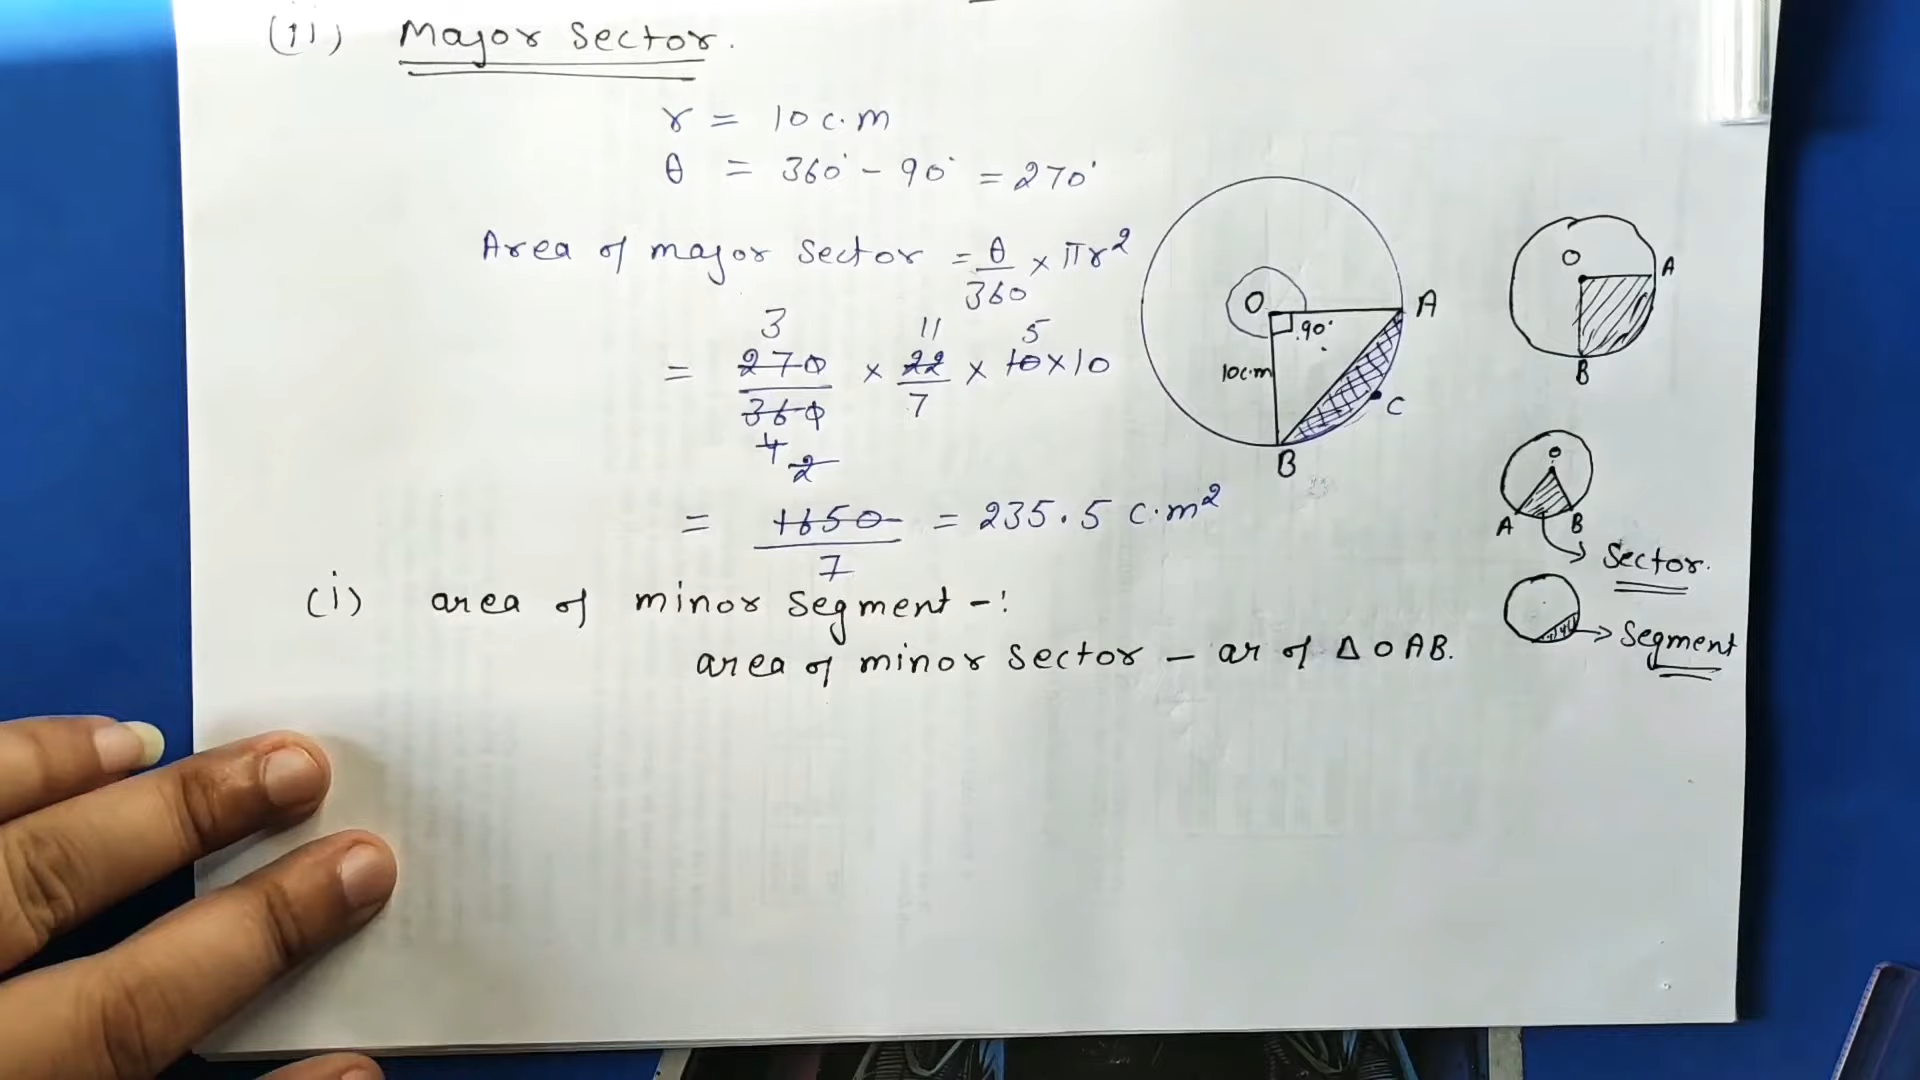 (ii) Major Sector.
r = 10 c.m
θ = 360° - 90° = 270°
Area of major sector = θ/360 × πr²
3 11 5
= 270/360 × 22/7 × 10 × 10
4 2
= 1650/7 = 235.5 c.m²
(i) area of minor segment -:
area of minor sector - ar of Δ OAB.
O
A
90°
10c.m
C
B
O
A
B
O
A B
Sector.
Segment